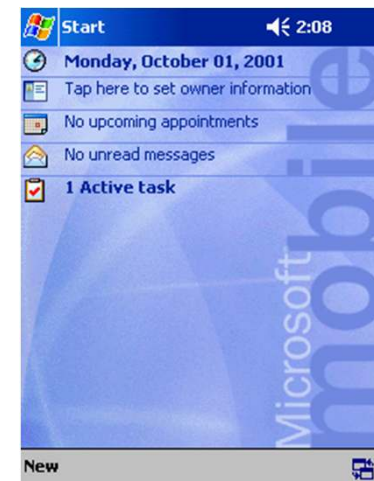 Start 2:08
Monday, October 01, 2001
Tap here to set owner information
No upcoming appointments
No unread messages
1 Active task
Microsoft
mobile
New